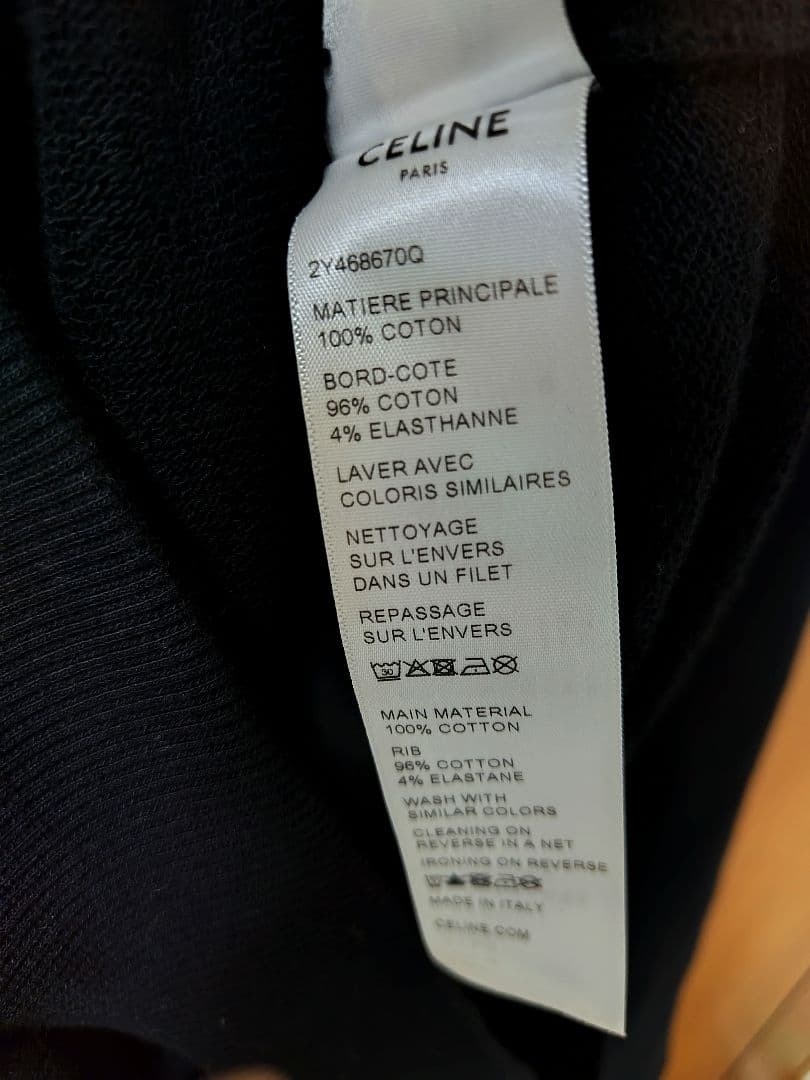 CELINE
PARIS
2Y468670Q
MATIERE PRINCIPALE
100% COTON
BORD-COTE
96% COTON
4% ELASTHANNE
LAVER AVEC
COLORIS SIMILAIRES
NETTOYAGE
SUR L'ENVERS
DANS UN FILET
REPASSAGE
SUR L'ENVERS
30
MAIN MATERIAL
100% COTTON
RIB
96% COTTON
4% ELASTANE
WASH WITH
SIMILAR COLORS
CLEANING ON
REVERSE IN A NET
IRONING ON REVERSE
MADE IN ITALY
CELINE.COM